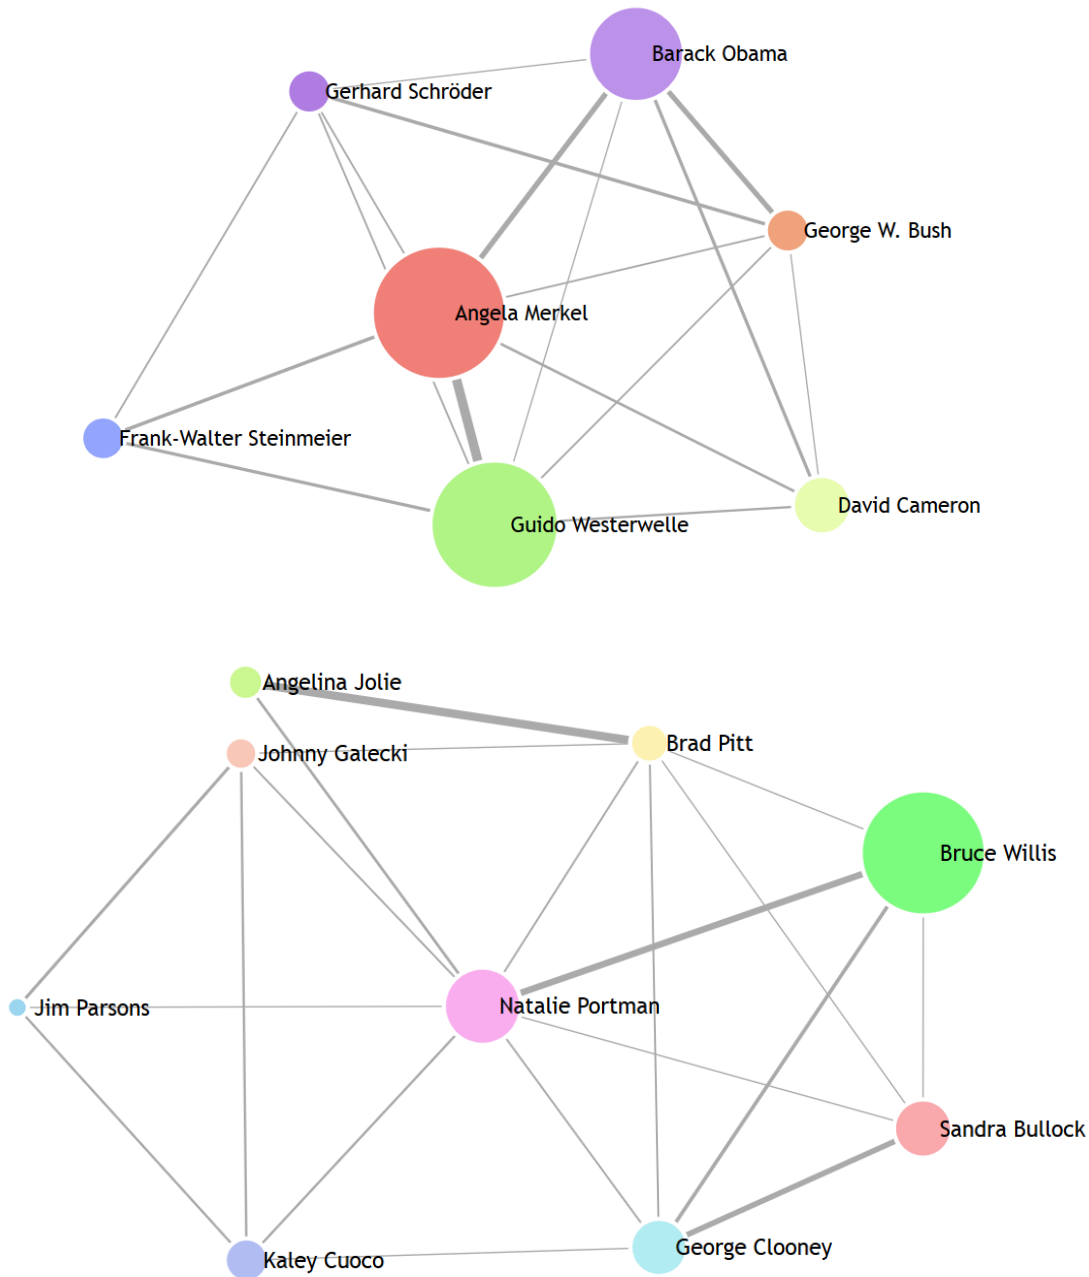 Barack Obama
Gerhard Schröder
George W. Bush
Angela Merkel
Frank-Walter Steinmeier
David Cameron
Guido Westerwelle
Angelina Jolie
Brad Pitt
Johnny Galecki
Bruce Willis
Natalie Portman
Jim Parsons
Sandra Bullock
George Clooney
Kaley Cuoco